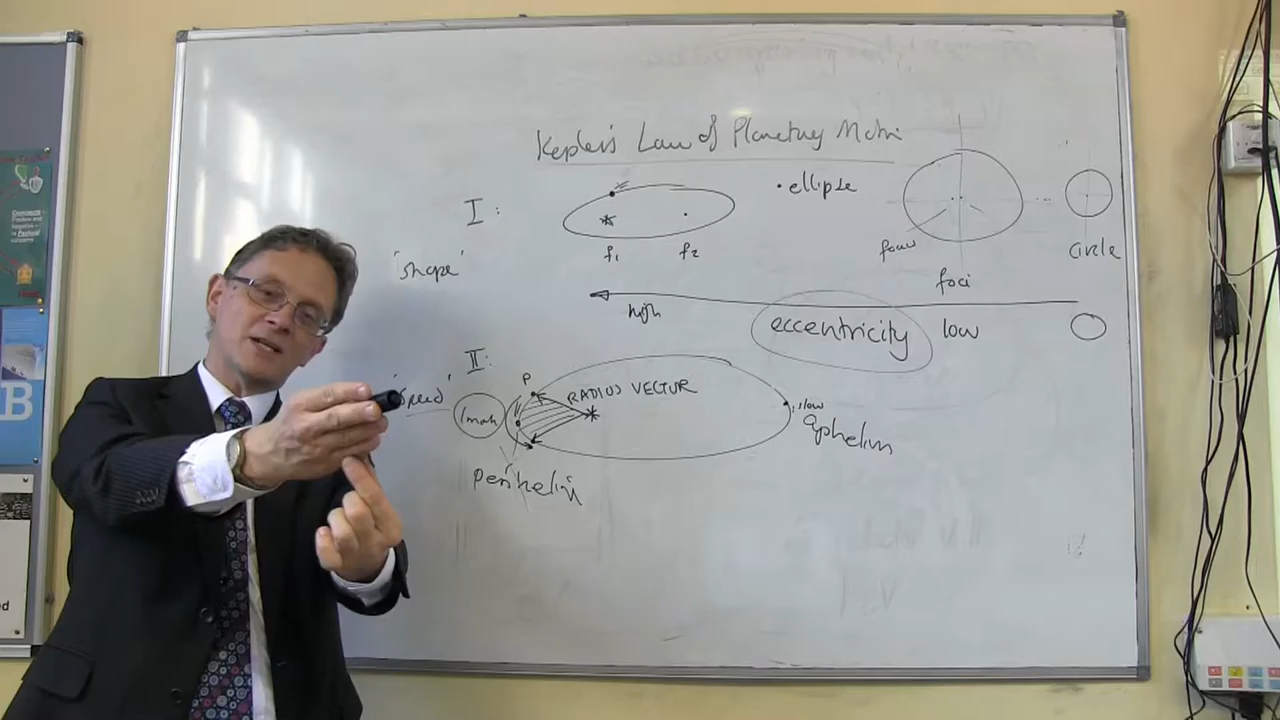 Kepler's Law of Planetary Motion
I :
• ellipse
'shape'
f₁
f₂
focus
foci
circle
high
eccentricity
low
II :
'speed'
P
RADIUS VECTOR
slow
aphelion
perihelion
B